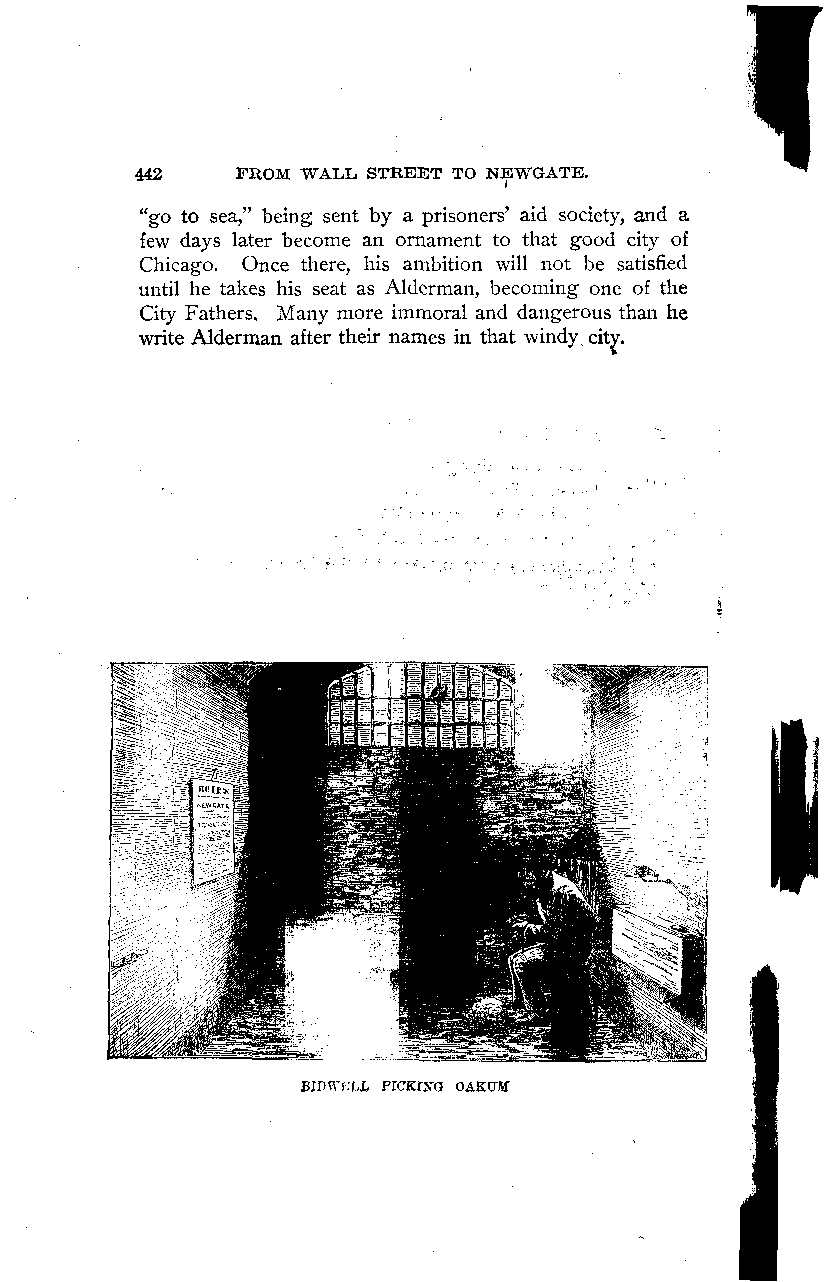 442 FROM WALL STREET TO NEWGATE.
"go to sea," being sent by a prisoners' aid society, and a
few days later become an ornament to that good city of
Chicago. Once there, his ambition will not be satisfied
until he takes his seat as Alderman, becoming one of the
City Fathers. Many more immoral and dangerous than he
write Alderman after their names in that windy city.
RULES
NEWGATE
BIDWELL PICKING OAKUM